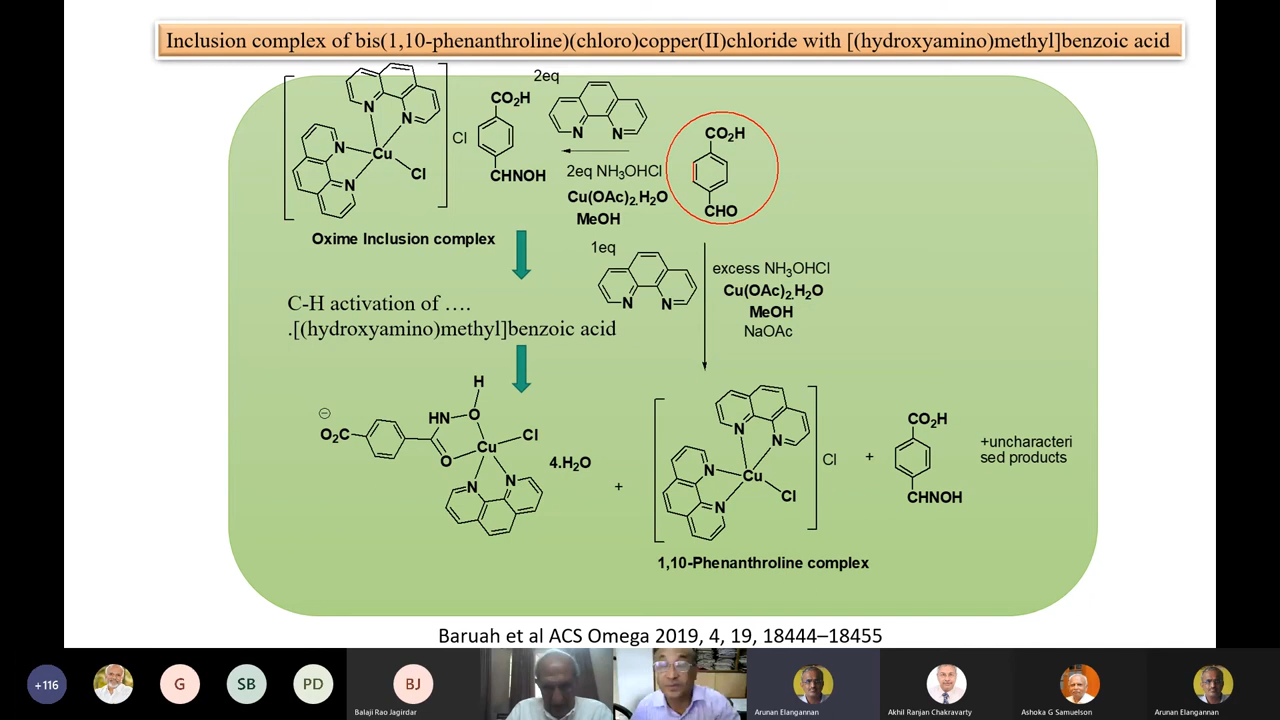 Inclusion complex of bis(1,10-phenanthroline)(chloro)copper(II)chloride with [(hydroxyamino)methyl]benzoic acid
N
N
N
N
Cu
Cl
Cl
CO₂H
CHNOH
Oxime Inclusion complex
2eq
N
N
2eq NH₃OHCl
Cu(OAc)₂.H₂O
MeOH
CO₂H
CHO
1eq
N
N
excess NH₃OHCl
Cu(OAc)₂.H₂O
MeOH
NaOAc
C-H activation of ….
.[(hydroxyamino)methyl]benzoic acid
H
HN
O
⊖
O₂C
Cl
Cu
O
N
N
4.H₂O
+
N
N
N
N
Cu
Cl
Cl
1,10-Phenanthroline complex
+
CO₂H
CHNOH
+uncharacteri
sed products
Baruah et al ACS Omega 2019, 4, 19, 18444–18455
+116
G
SB
PD
BJ
Balaji Rao Jagirdar
Arunan Elangannan
Akhil Ranjan Chakravarty
Ashoka G Samuelson
Arunan Elangannan